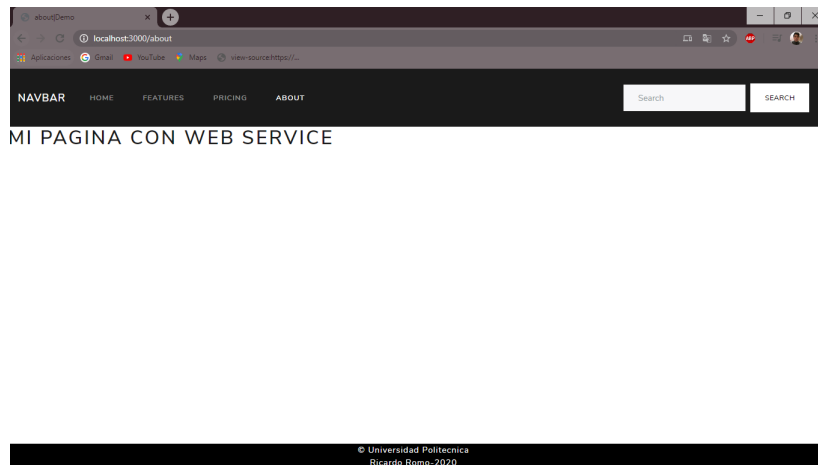 about|Demo
localhost:3000/about
Aplicaciones Gmail YouTube Maps view-source:https://...
NAVBAR HOME FEATURES PRICING ABOUT Search SEARCH
MI PAGINA CON WEB SERVICE
© Universidad Politecnica
Ricardo Romo-2020